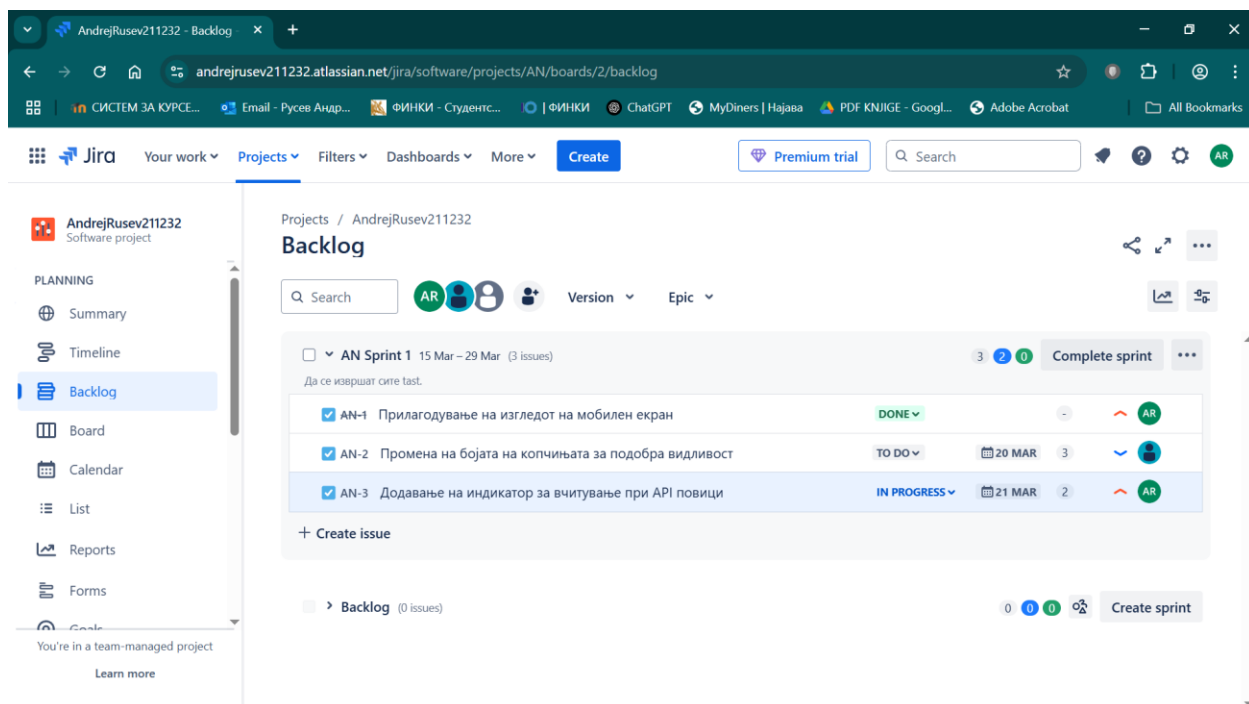 AndrejRusev211232 - Backlog -
andrejrusev211232.atlassian.net/jira/software/projects/AN/boards/2/backlog
СИСТЕМ ЗА КУРСЕ... Email - Русев Андр... ФИНКИ - Студентс... | ФИНКИ ChatGPT MyDiners | Најава PDF KNJIGE - Googl... Adobe Acrobat All Bookmarks
Jira Your work Projects Filters Dashboards More Create Premium trial Search AR
AndrejRusev211232
Software project
PLANNING
Summary
Timeline
Backlog
Board
Calendar
List
Reports
Forms
Goals
You're in a team-managed project
Learn more
Projects / AndrejRusev211232
Backlog
Search AR Version Epic
AN Sprint 1 15 Mar – 29 Mar (3 issues) 3 2 0 Complete sprint
Да се извршат сите tast.
AN-1 Прилагодување на изгледот на мобилен екран DONE - AR
AN-2 Промена на бојата на копчињата за подобра видливост TO DO 20 MAR 3
AN-3 Додавање на индикатор за вчитување при API повици IN PROGRESS 21 MAR 2 AR
+ Create issue
Backlog (0 issues) 0 0 0 Create sprint